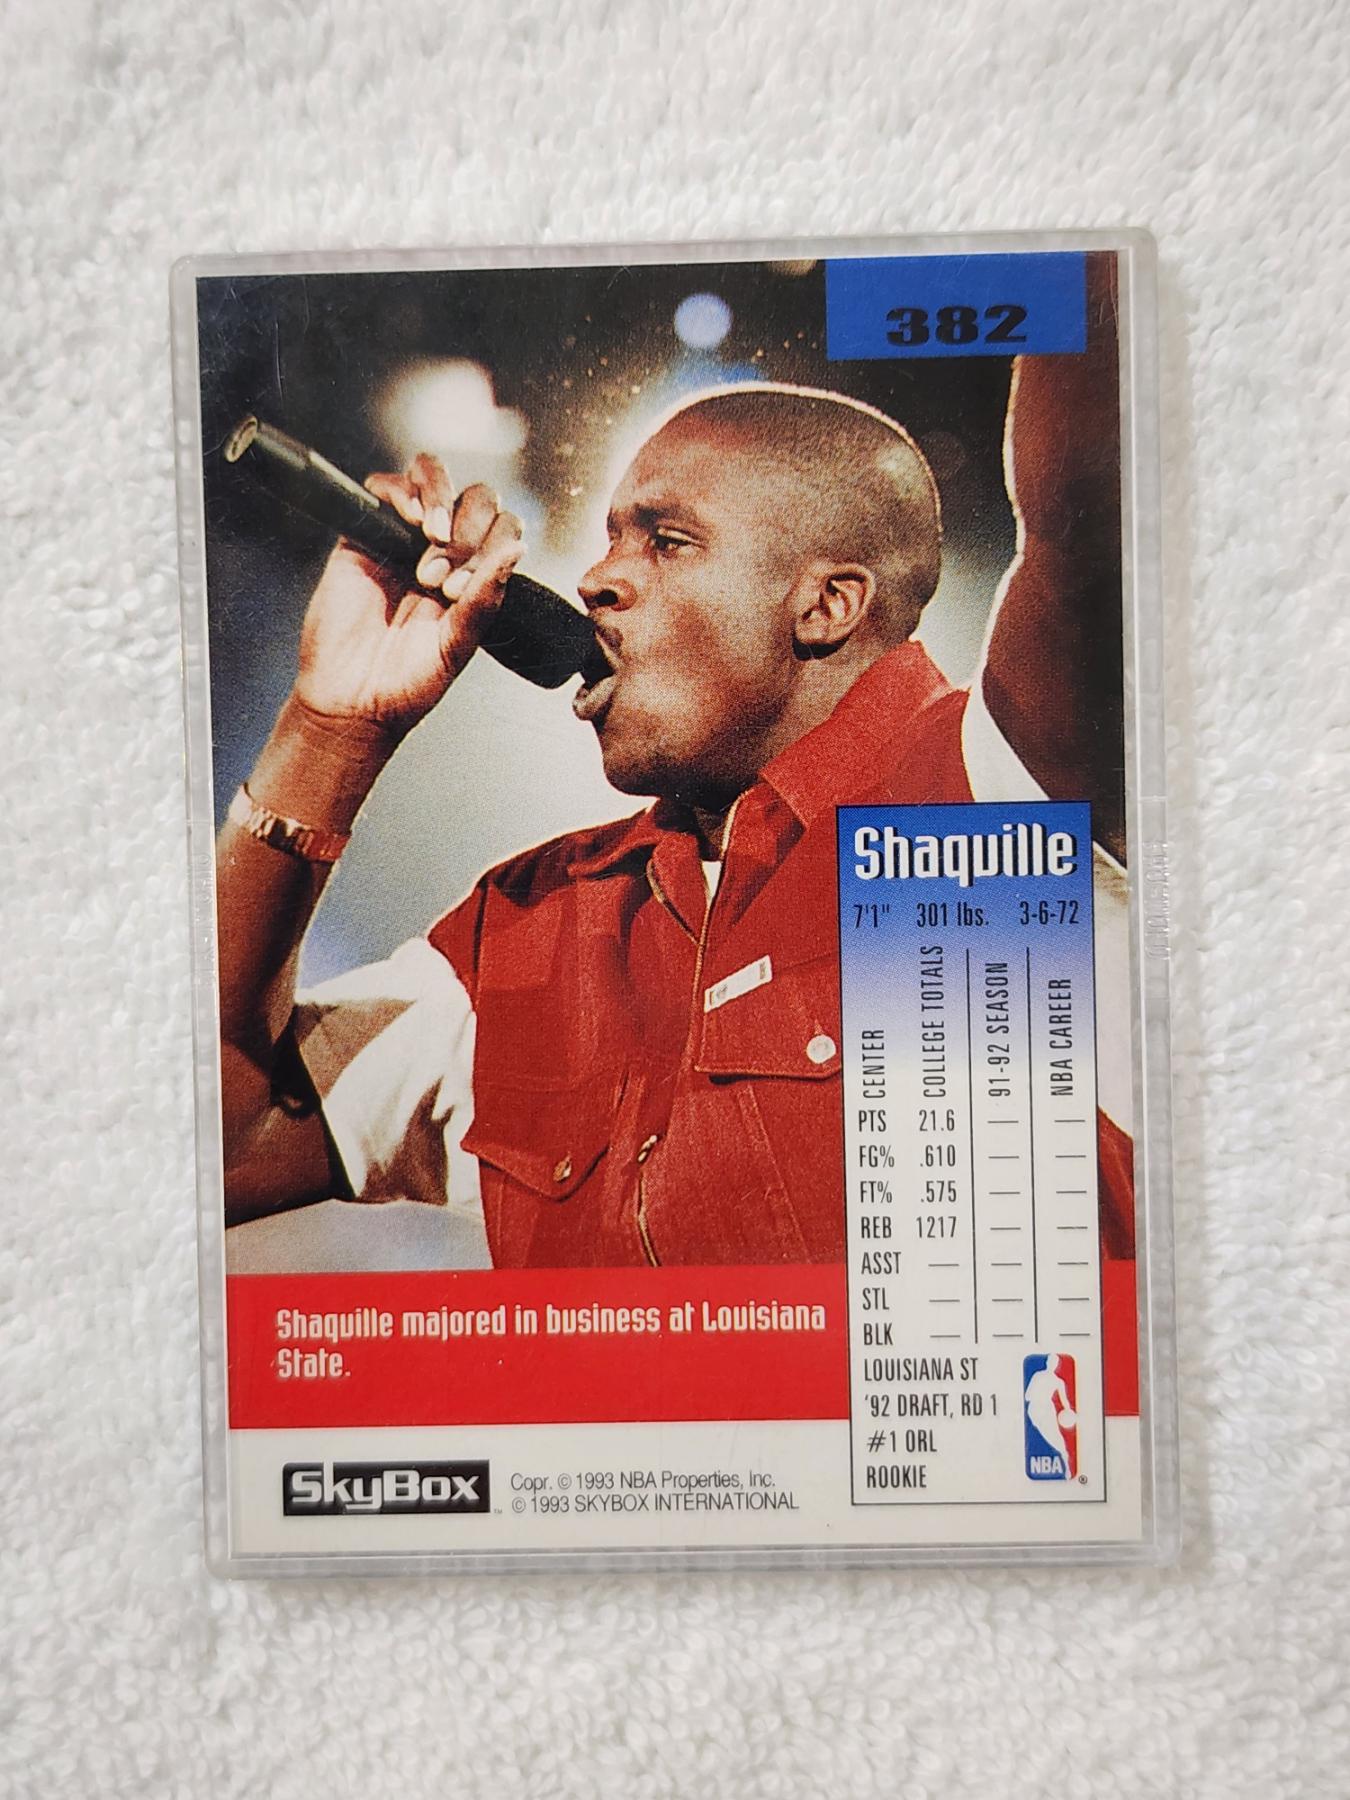 382
Shaquille
7'1" 301 lbs. 3-6-72
CENTER COLLEGE TOTALS 91-92 SEASON NBA CAREER
PTS 21.6 — —
FG% .610 — —
FT% .575 — —
REB 1217 — —
ASST — — —
STL — — —
BLK — — —
LOUISIANA ST
'92 DRAFT, RD 1
#1 ORL
ROOKIE
NBA ®
Shaquille majored in business at Louisiana
State.
SkyBox ™
Copr. © 1993 NBA Properties, Inc.
© 1993 SKYBOX INTERNATIONAL